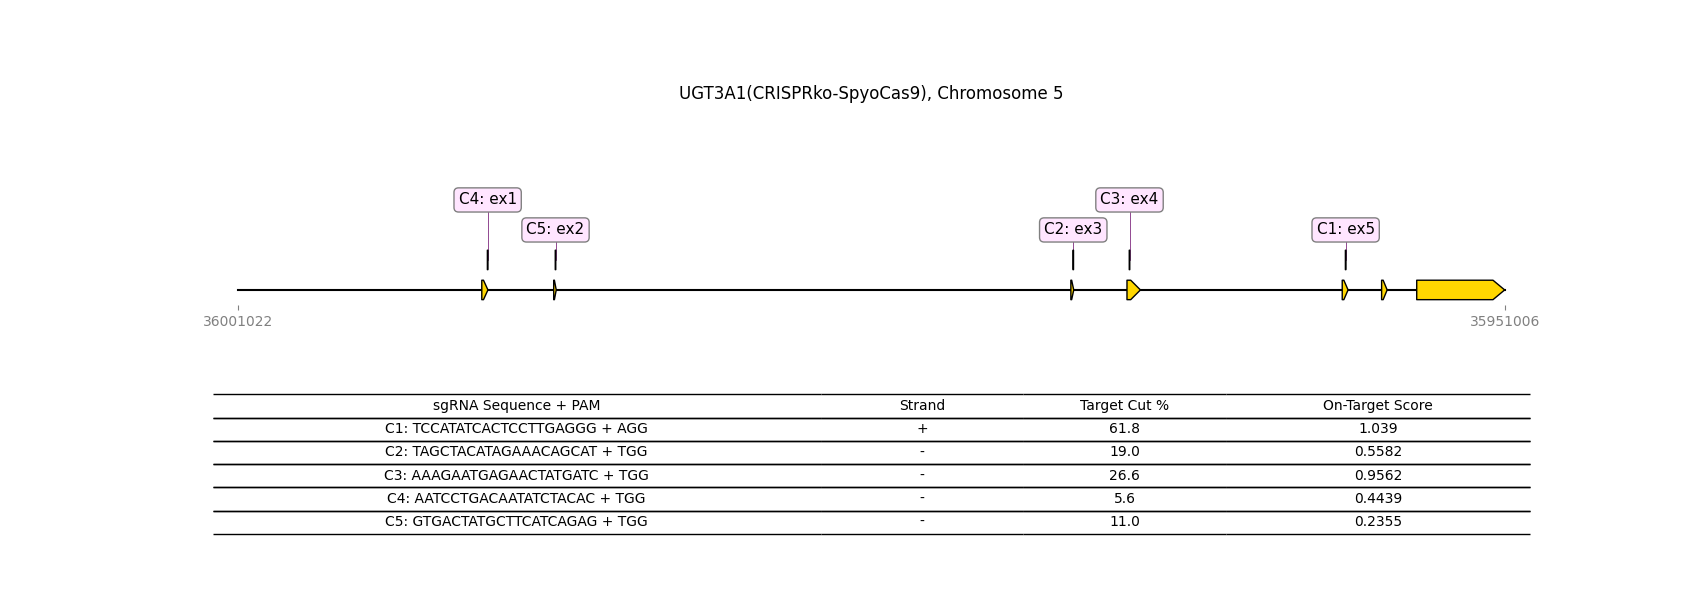 UGT3A1(CRISPRko-SpyoCas9), Chromosome 5
C4: ex1
C3: ex4
C5: ex2
C2: ex3
C1: ex5
36001022
35951006
sgRNA Sequence + PAM Strand Target Cut % On-Target Score
C1: TCCATATCACTCCTTGAGGG + AGG + 61.8 1.039
C2: TAGCTACATAGAAACAGCAT + TGG - 19.0 0.5582
C3: AAAGAATGAGAACTATGATC + TGG - 26.6 0.9562
C4: AATCCTGACAATATCTACAC + TGG - 5.6 0.4439
C5: GTGACTATGCTTCATCAGAG + TGG - 11.0 0.2355